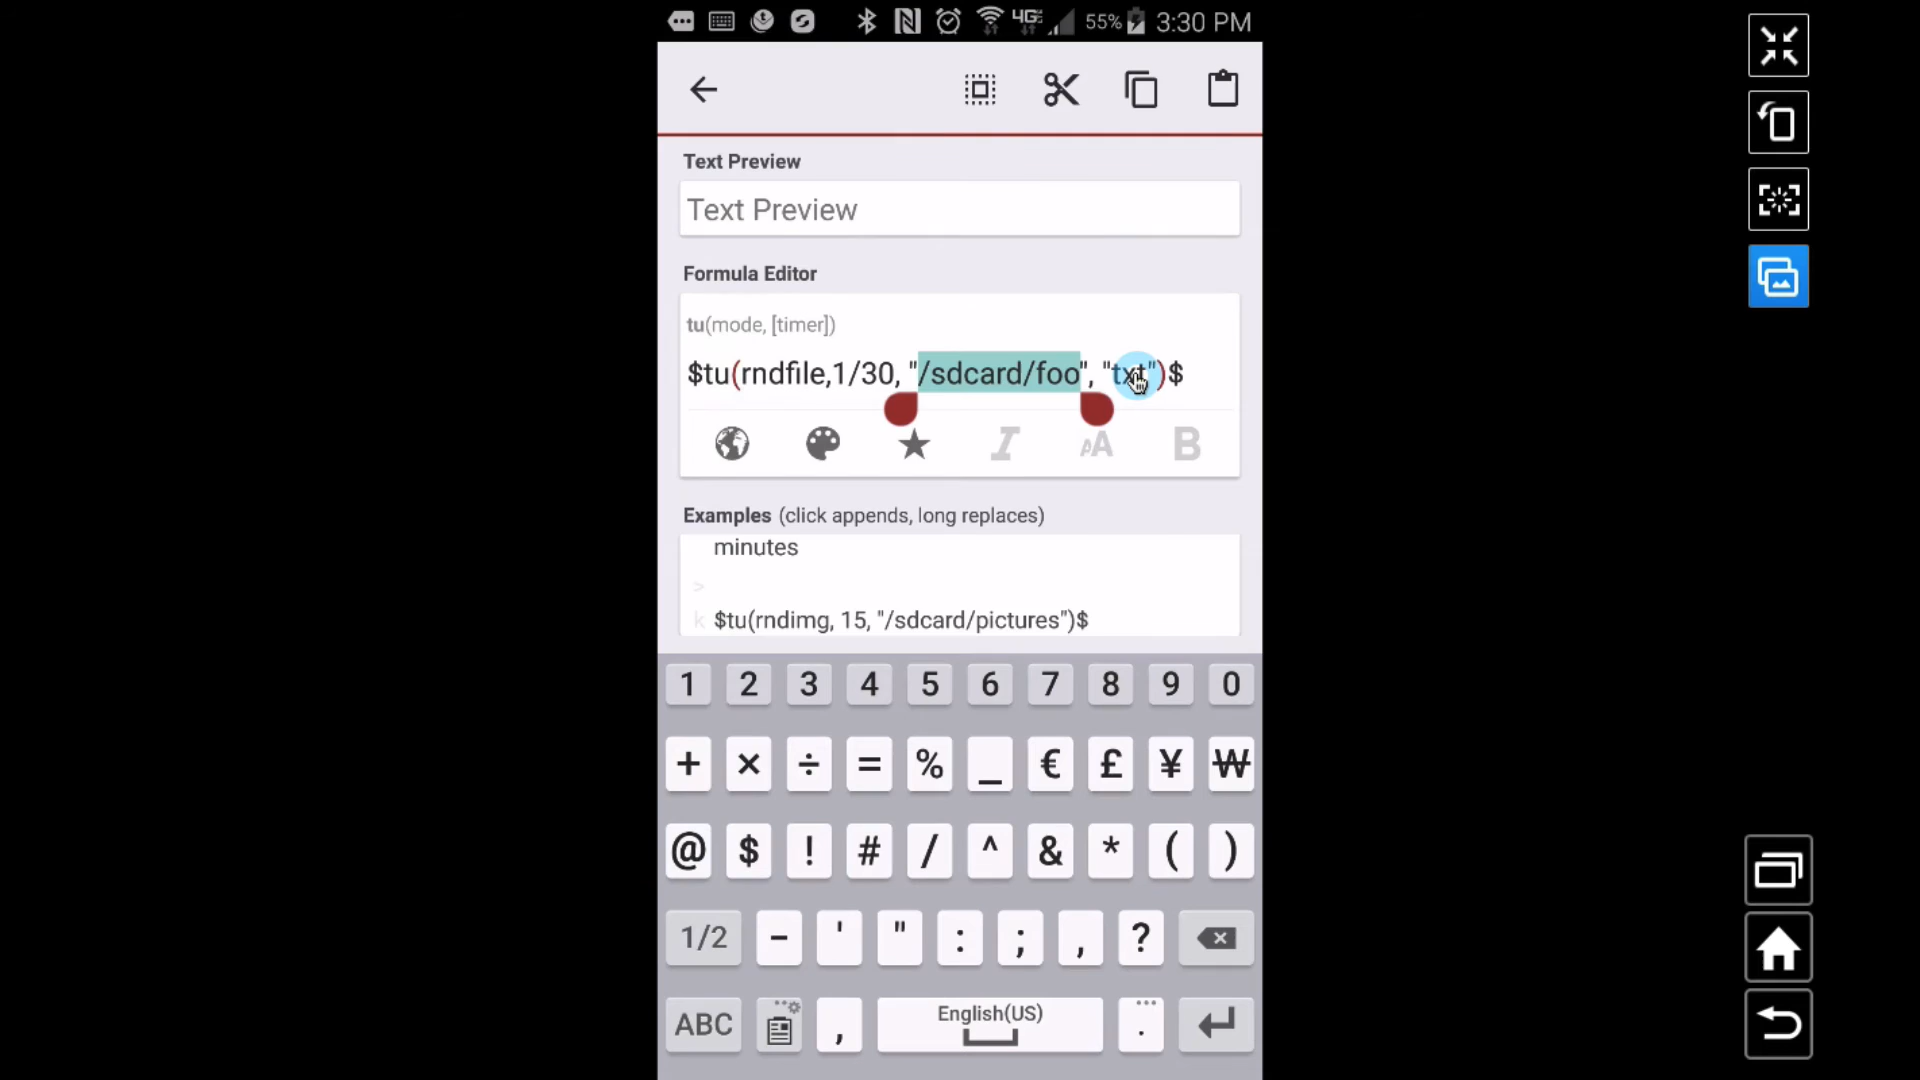 4G 55% 3:30 PM
Text Preview
Text Preview
Formula Editor
tu(mode, [timer])
$tu(rndfile,1/30, "/sdcard/foo", "txt")$
I AA B
Examples (click appends, long replaces)
minutes
>
k $tu(rndimg, 15, "/sdcard/pictures")$
1 2 3 4 5 6 7 8 9 0
+ × ÷ = % _ € £ ¥ ₩
@ $ ! # / ^ & * ( )
1/2 - ' " : ; , ?
ABC , English(US) .